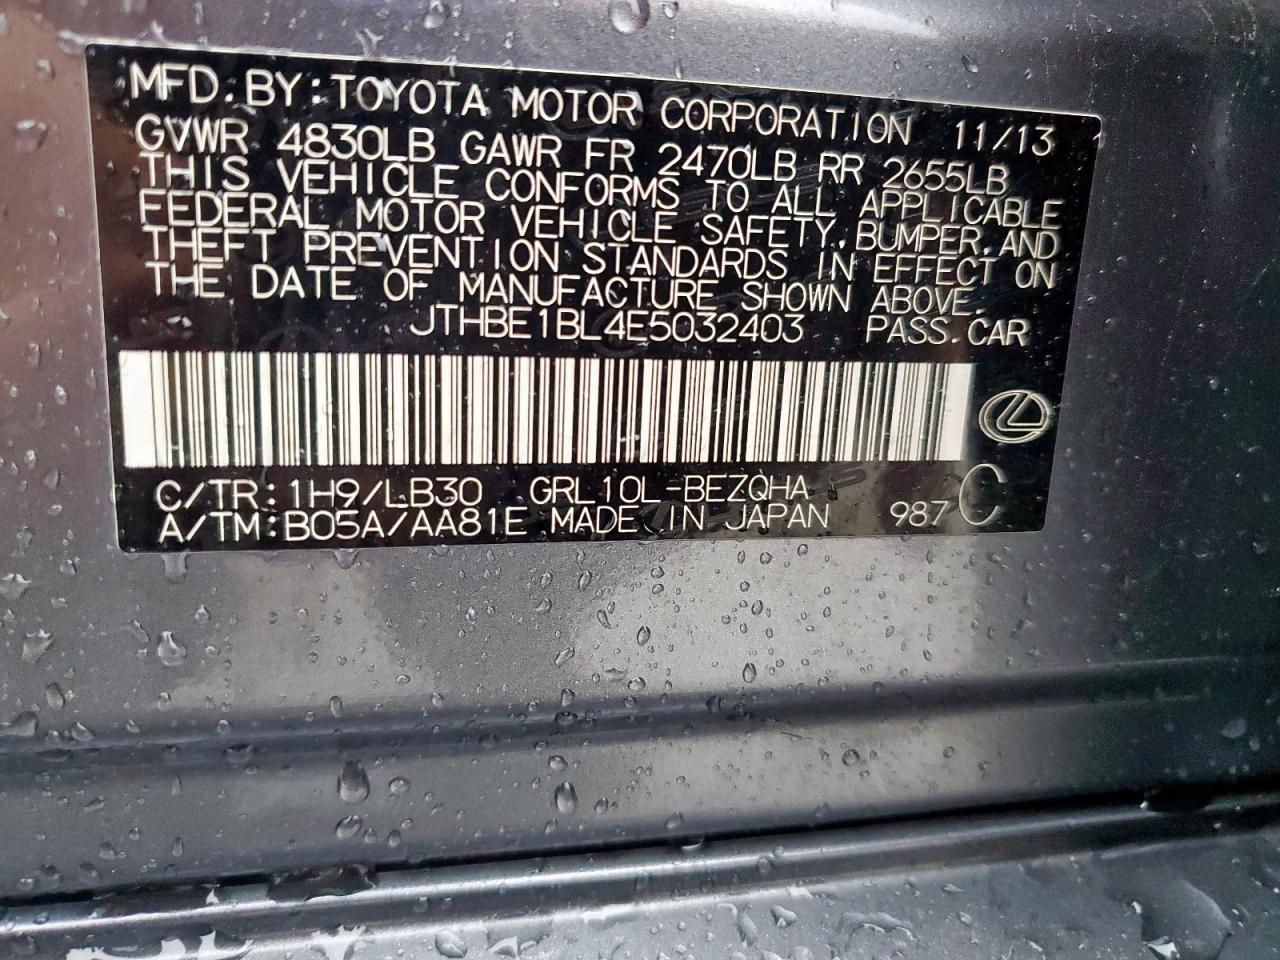 MFD. BY: TOYOTA MOTOR CORPORATION 11/13
GVWR 4830LB GAWR FR 2470LB RR 2655LB
THIS VEHICLE CONFORMS TO ALL APPLICABLE
FEDERAL MOTOR VEHICLE SAFETY, BUMPER, AND
THEFT PREVENTION STANDARDS IN EFFECT ON
THE DATE OF MANUFACTURE SHOWN ABOVE.
JTHBE1BL4E5032403 PASS. CAR
C/TR: 1H9/LB30 GRL10L-BEZQHA 987 C
A/TM: B05A/AA81E MADE IN JAPAN